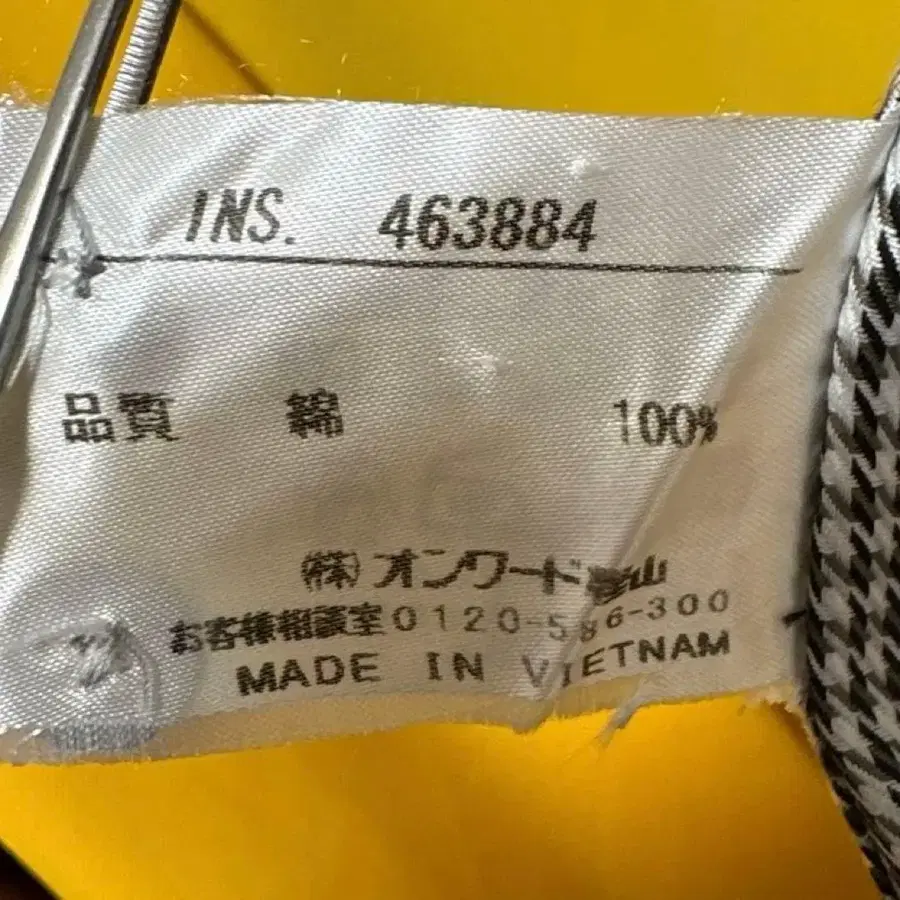 INS. 463884
品質 綿 100%
㈱オンワード樫山
お客様相談室0120-586-300
MADE IN VIETNAM